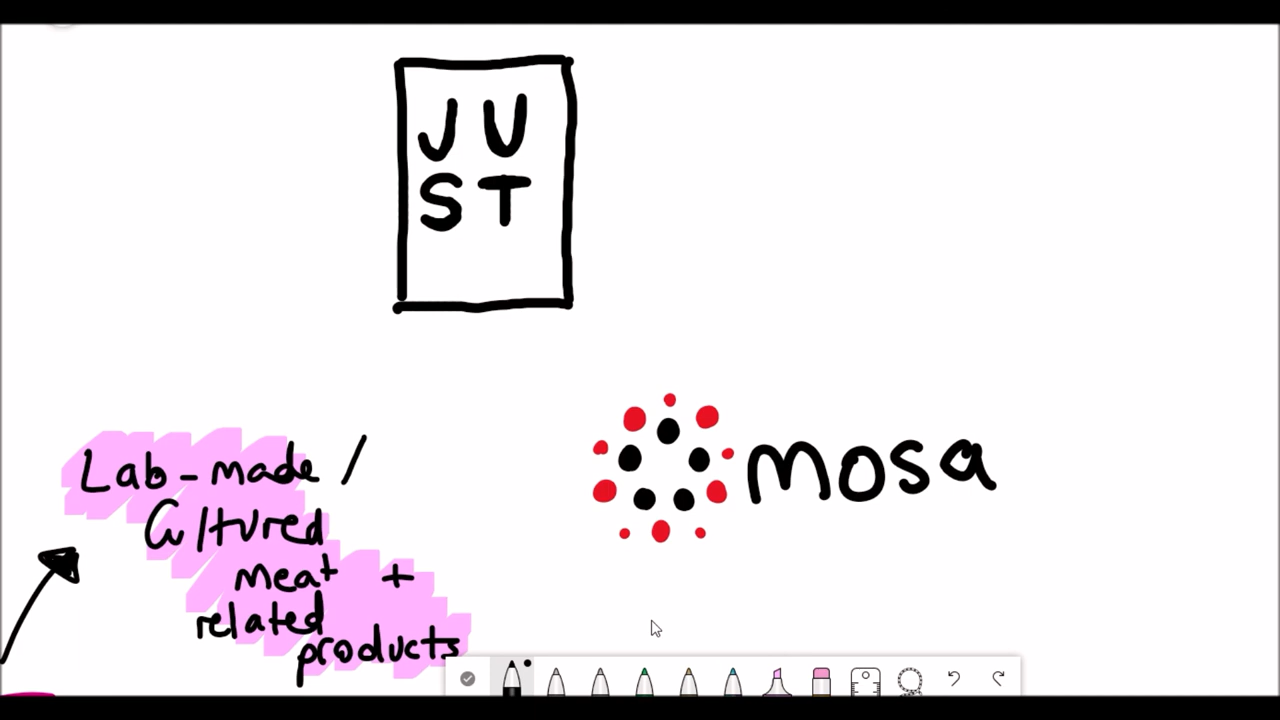 JU
ST
mosa
Lab-made /
Cultured
meat +
related
products